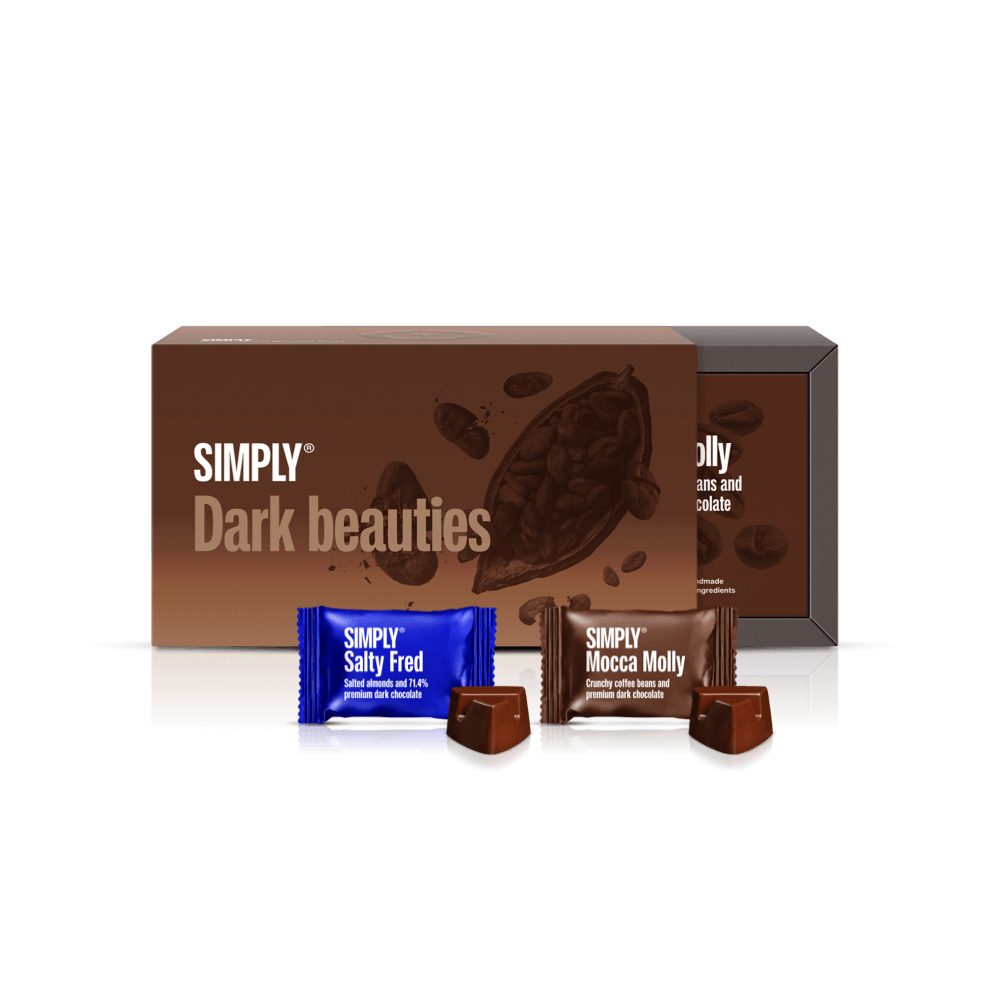 SIMPLY
SIMPLY®
Dark beauties
olly
ans and
colate
ndmade
ngredients
SIMPLY®
Salty Fred
Salted almonds and 71.4%
premium dark chocolate
SIMPLY®
Mocca Molly
Crunchy coffee beans and
premium dark chocolate